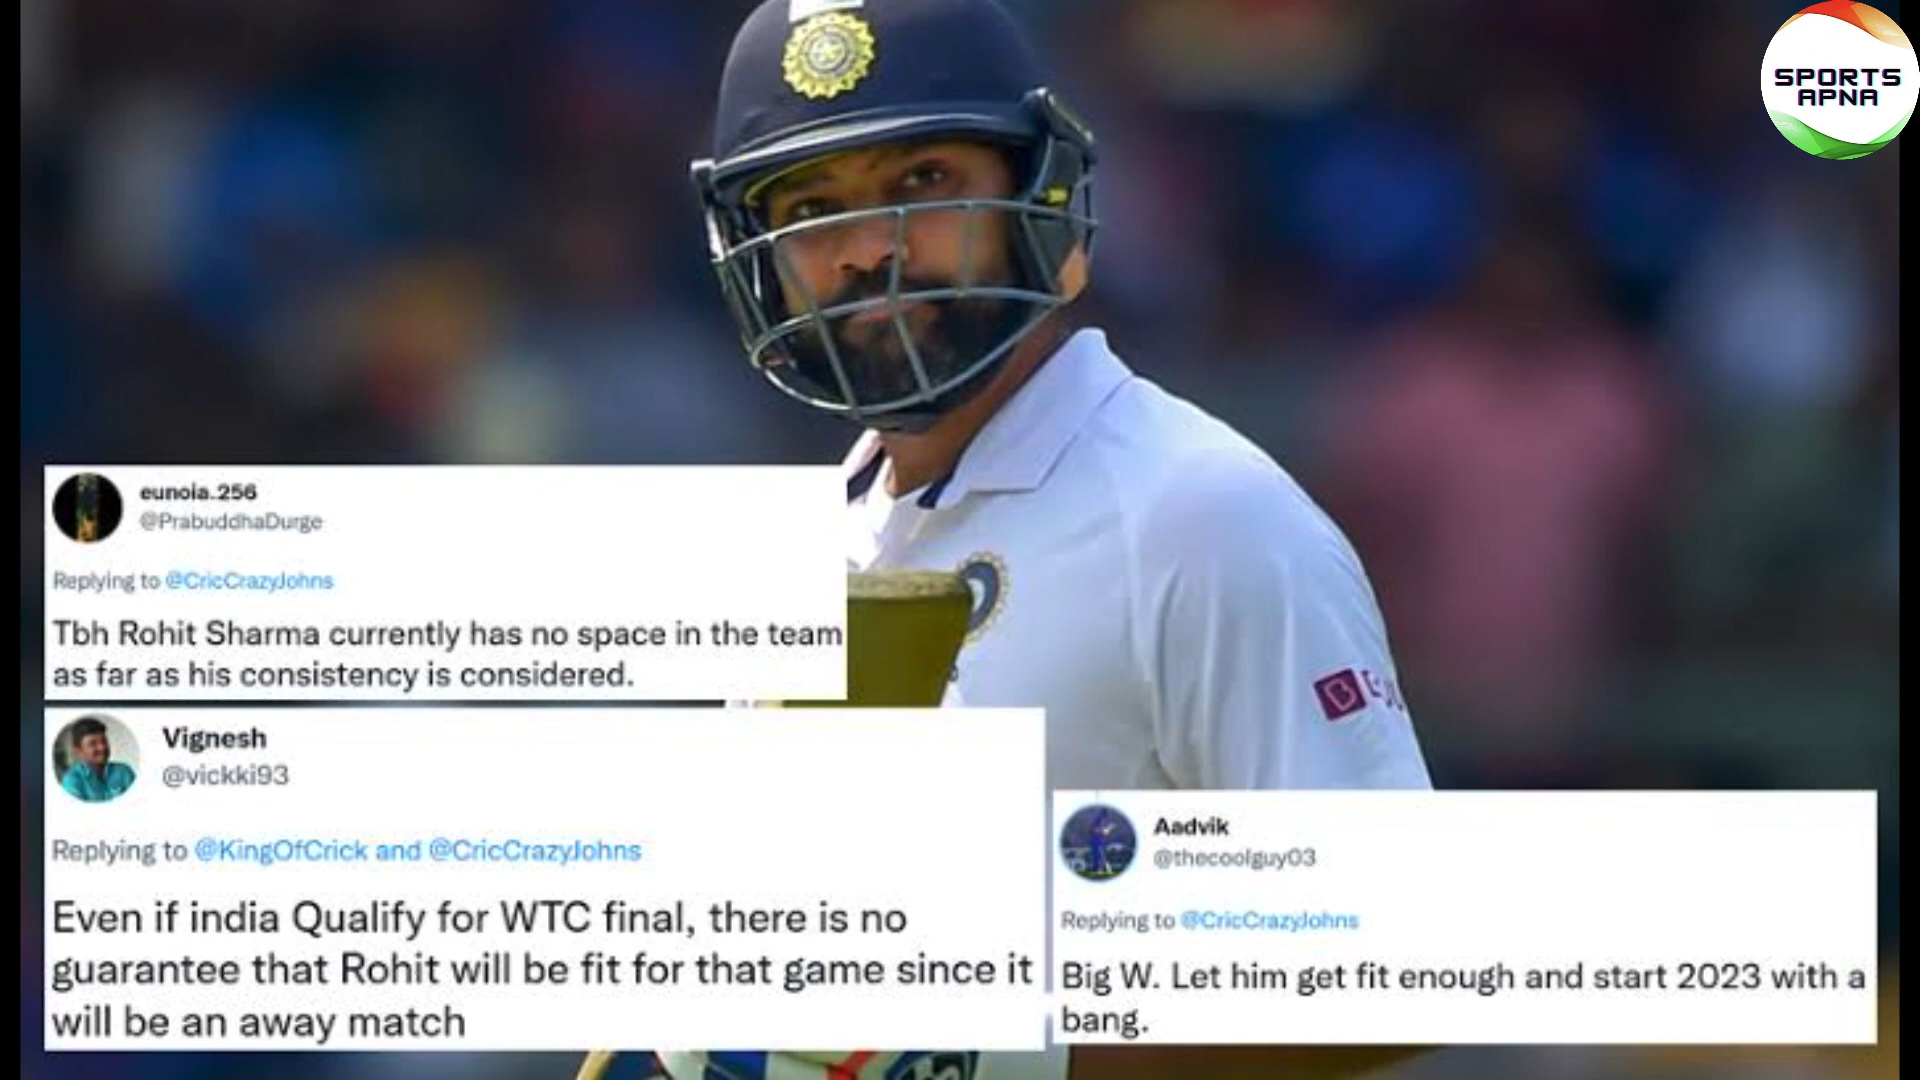 SPORTS
APNA
eunoia.256
@PrabuddhaDurge
Replying to @CricCrazyJohns
Tbh Rohit Sharma currently has no space in the team
as far as his consistency is considered.
Vignesh
@vickki93
Replying to @KingOfCrick and @CricCrazyJohns
Even if india Qualify for WTC final, there is no
guarantee that Rohit will be fit for that game since it
will be an away match
Aadvik
@thecoolguy03
Replying to @CricCrazyJohns
Big W. Let him get fit enough and start 2023 with a
bang.